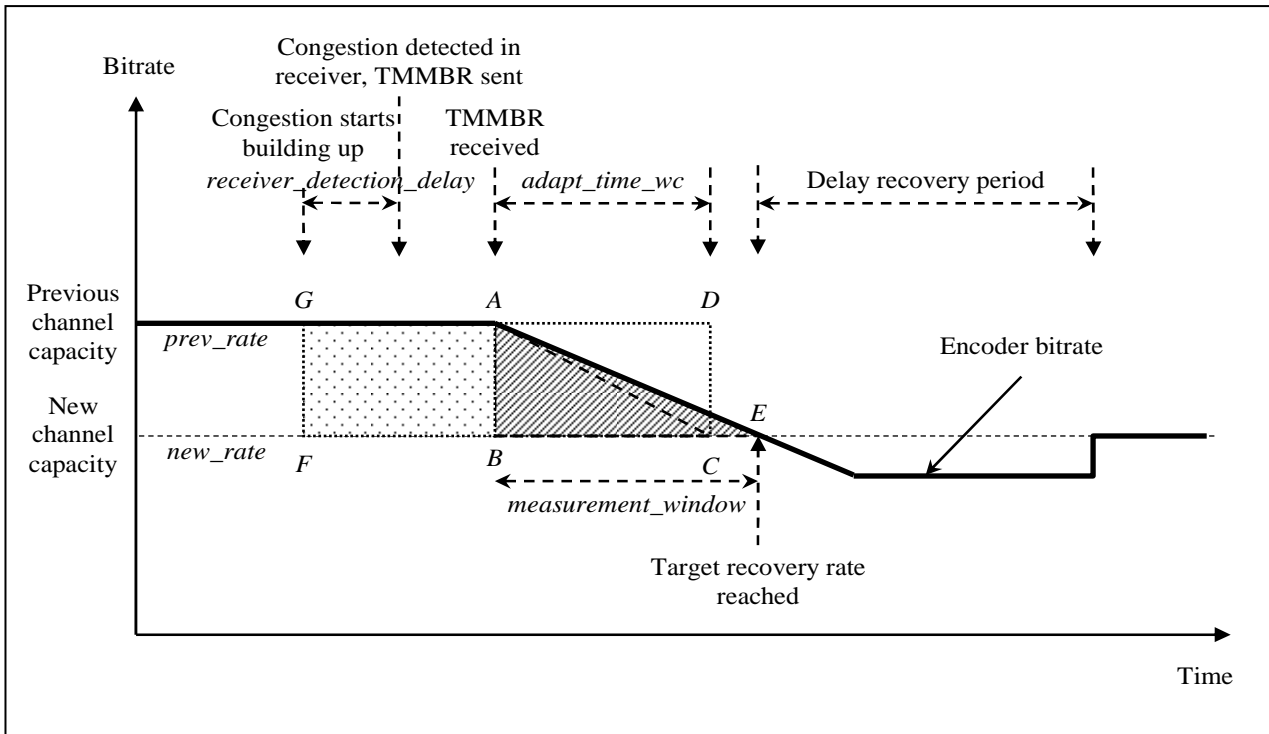 Congestion detected in
receiver, TMMBR sent
Bitrate
Congestion starts
building up
TMMBR
received
receiver_detection_delay
adapt_time_wc
Delay recovery period
Previous
channel
capacity
G
A
D
prev_rate
Encoder bitrate
New
channel
capacity
new_rate
F
B
C
E
measurement_window
Target recovery rate
reached
Time